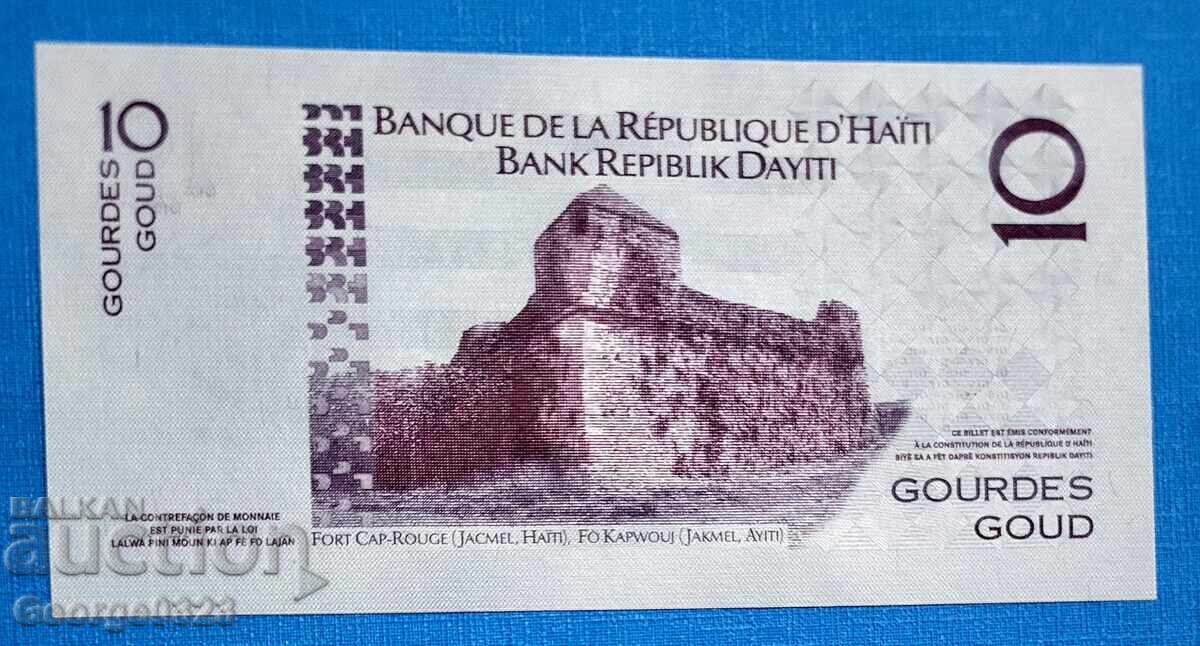 10
GOURDES
GOUD
BANQUE DE LA RÉPUBLIQUE D'HAÏTI
BANK REPIBLIK DAYITI
10
CE BILLET EST ÉMIS CONFORMÉMENT
À LA CONSTITUTION DE LA RÉPUBLIQUE D'HAÏTI
BIYÈ SA A FÈT DAPRÈ KONSTITISYON REPIBLIK DAYITI
GOURDES
GOUD
LA CONTREFAÇON DE MONNAIE
EST PUNIE PAR LA LOI
LALWA PINI MOUN KI AP FÈ FO LAJAN
FORT CAP-ROUGE (JACMEL, HAÏTI), FÒ KAPWOUJ (JAKMEL, AYITI)
BALKAN
auction
George0323